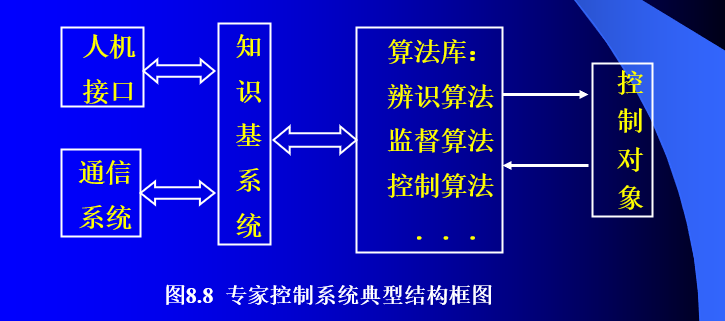 人机
接口
通信
系统
知
识
基
系
统
算法库：
辨识算法
监督算法
控制算法
. . .
控
制
对
象
图8.8 专家控制系统典型结构框图